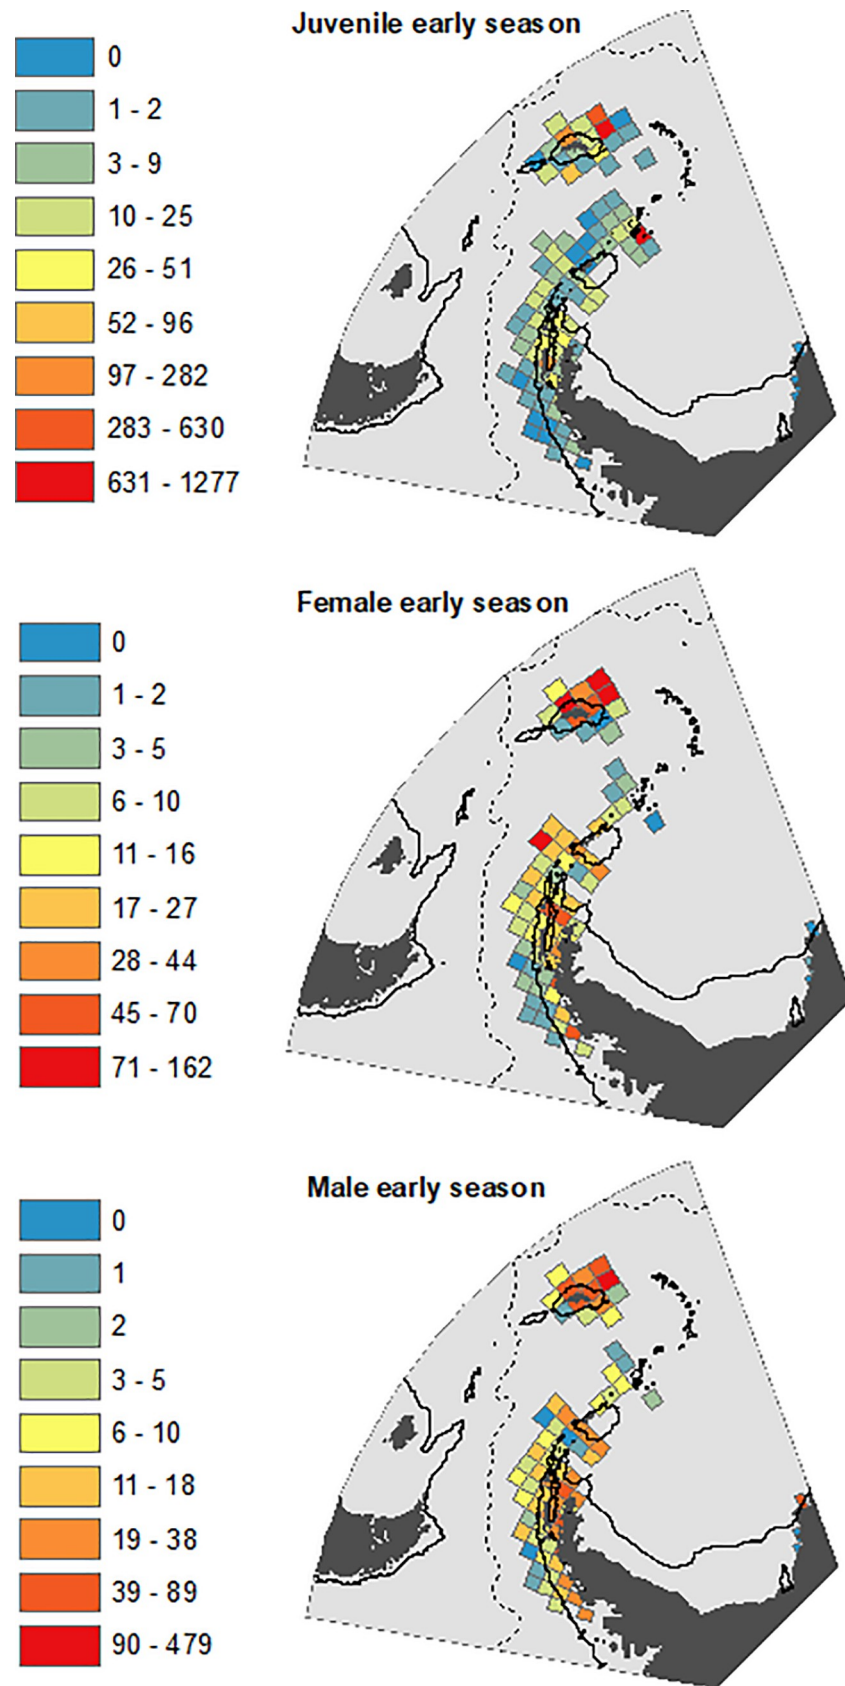 Juvenile early season
0
1 - 2
3 - 9
10 - 25
26 - 51
52 - 96
97 - 282
283 - 630
631 - 1277
Female early season
0
1 - 2
3 - 5
6 - 10
11 - 16
17 - 27
28 - 44
45 - 70
71 - 162
Male early season
0
1
2
3 - 5
6 - 10
11 - 18
19 - 38
39 - 89
90 - 479